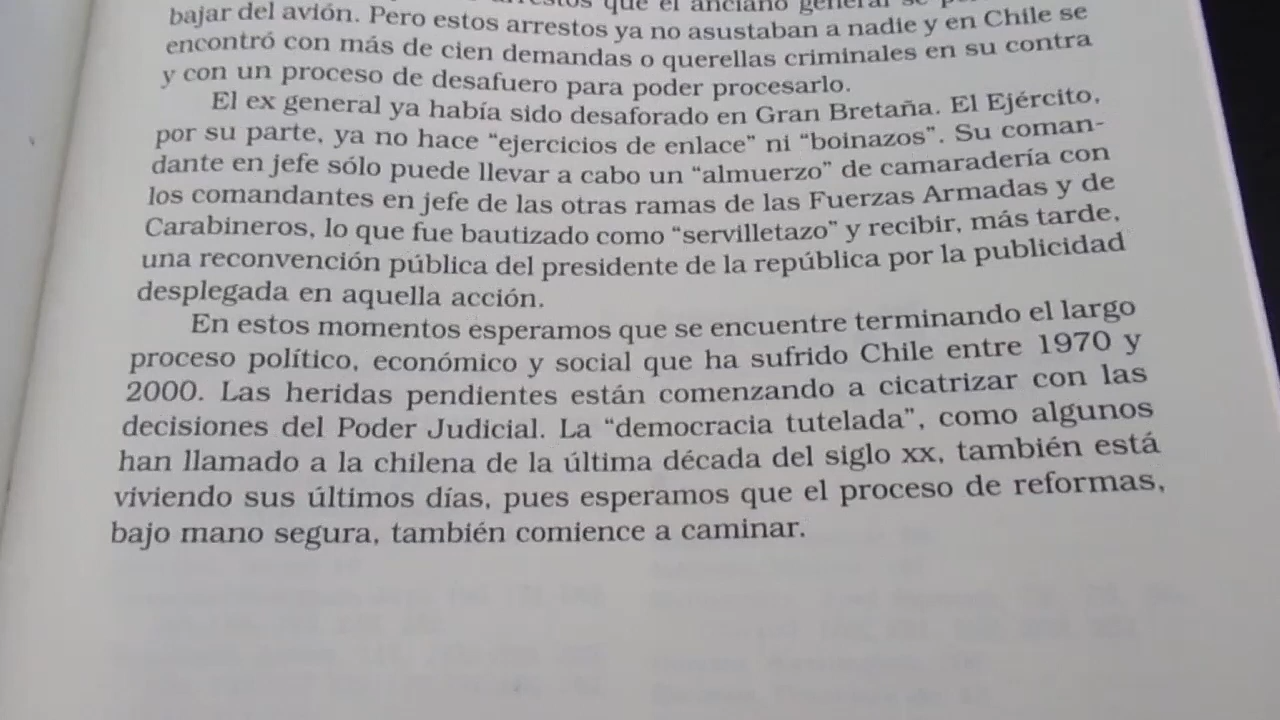 que el anciano general se
bajar del avión. Pero estos arrestos ya no asustaban a nadie y en Chile se
encontró con más de cien demandas o querellas criminales en su contra
y con un proceso de desafuero para poder procesarlo.
El ex general ya había sido desaforado en Gran Bretaña. El Ejército,
por su parte, ya no hace “ejercicios de enlace” ni “boinazos”. Su coman-
dante en jefe sólo puede llevar a cabo un “almuerzo” de camaradería con
los comandantes en jefe de las otras ramas de las Fuerzas Armadas y de
Carabineros, lo que fue bautizado como “servilletazo” y recibir, más tarde,
una reconvención pública del presidente de la república por la publicidad
desplegada en aquella acción.
En estos momentos esperamos que se encuentre terminando el largo
proceso político, económico y social que ha sufrido Chile entre 1970 y
2000. Las heridas pendientes están comenzando a cicatrizar con las
decisiones del Poder Judicial. La “democracia tutelada”, como algunos
han llamado a la chilena de la última década del siglo xx, también está
viviendo sus últimos días, pues esperamos que el proceso de reformas,
bajo mano segura, también comience a caminar.